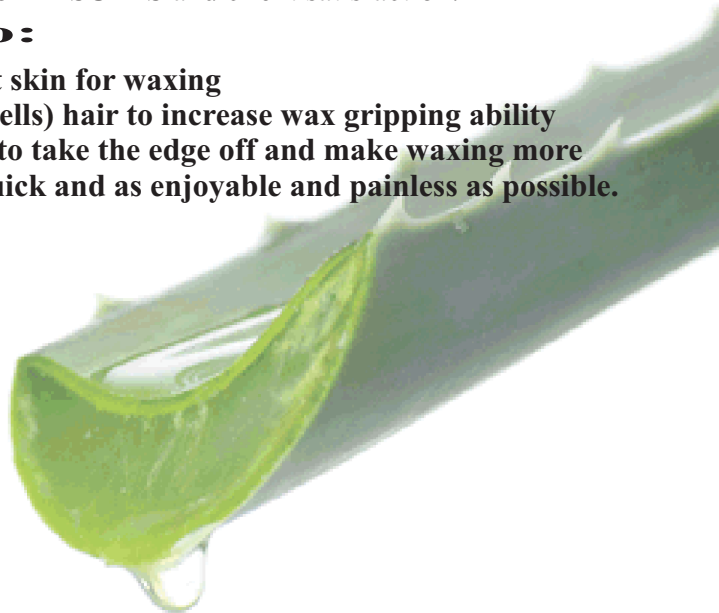 skin for waxing
ells) hair to increase wax gripping ability
to take the edge off and make waxing more
uick and as enjoyable and painless as possible.